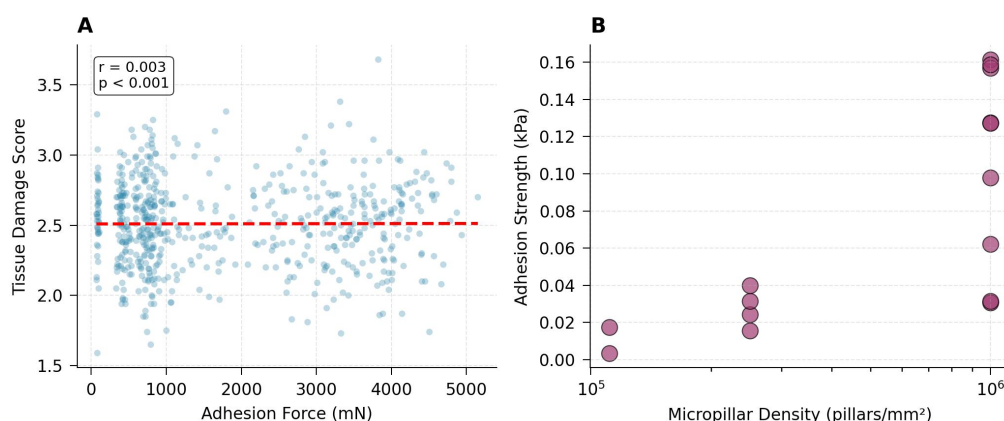 A
r = 0.003
p < 0.001
Tissue Damage Score
3.5
3.0
2.5
2.0
1.5
0 1000 2000 3000 4000 5000
Adhesion Force (mN)
B
Adhesion Strength (kPa)
0.16
0.14
0.12
0.10
0.08
0.06
0.04
0.02
0.00
10⁵ 10⁶
Micropillar Density (pillars/mm²)